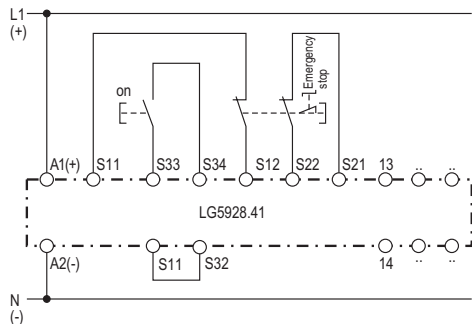 L1
(+)
on
Emergency
stop
A1(+) S11 S33 S34 S12 S22 S21 13 .. ..
LG5928.41
A2(-) S11 S32 14 .. ..
N
(-)